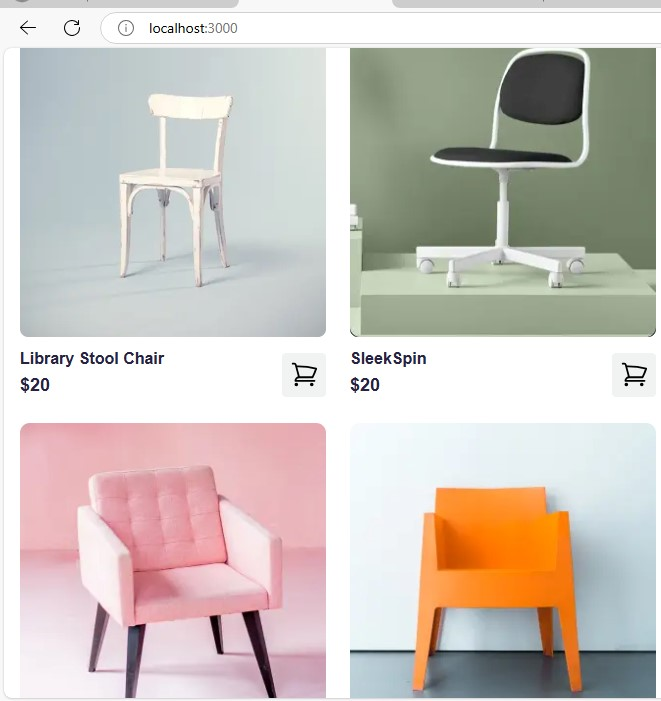 localhost:3000
Library Stool Chair
$20
SleekSpin
$20